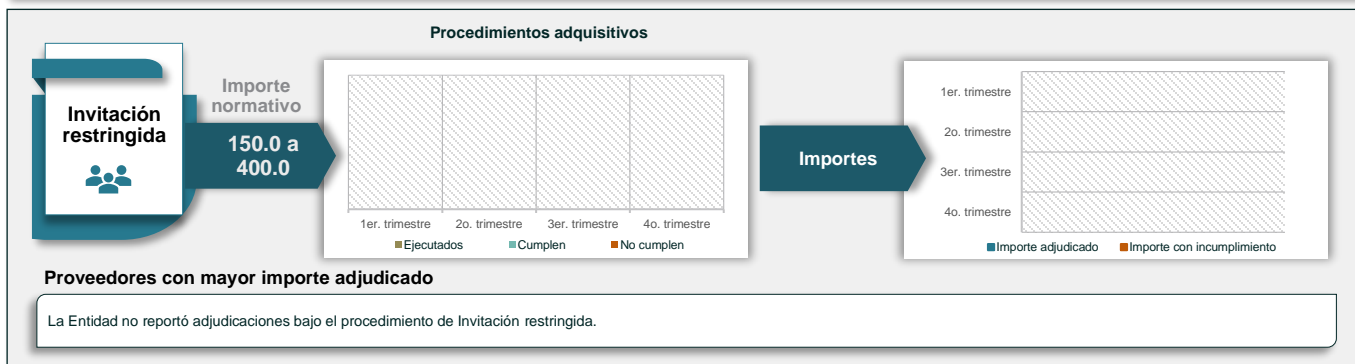 Procedimientos adquisitivos
Invitación
restringida
Importe
normativo
150.0 a
400.0
1er. trimestre
2o. trimestre
3er. trimestre
4o. trimestre
Ejecutados
Cumplen
No cumplen
Importes
1er. trimestre
2o. trimestre
3er. trimestre
4o. trimestre
Importe adjudicado
Importe con incumplimiento
Proveedores con mayor importe adjudicado
La Entidad no reportó adjudicaciones bajo el procedimiento de Invitación restringida.